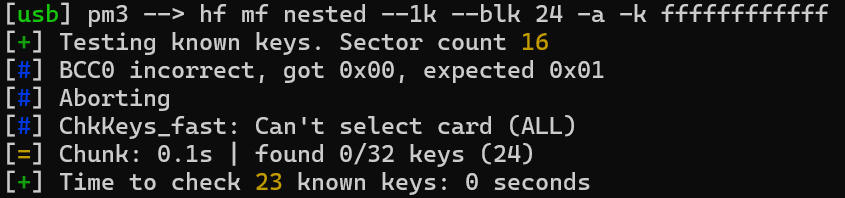 [usb] pm3 --> hf mf nested --1k --blk 24 -a -k ffffffffffff
[+] Testing known keys. Sector count 16
[#] BCC0 incorrect, got 0x00, expected 0x01
[#] Aborting
[#] ChkKeys_fast: Can't select card (ALL)
[=] Chunk: 0.1s | found 0/32 keys (24)
[+] Time to check 23 known keys: 0 seconds